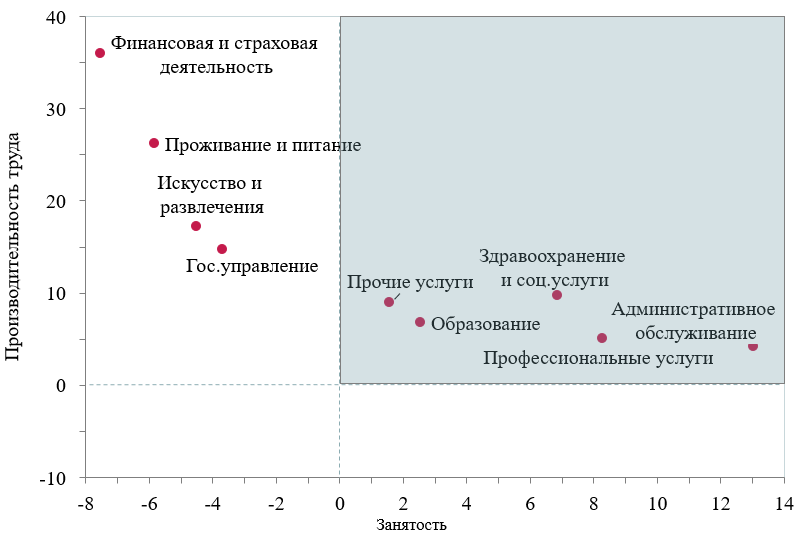 40
Финансовая и страховая
деятельность
30
Проживание и питание
Искусство и
развлечения
20
Гос.управление
Здравоохранение
и соц.услуги
Прочие услуги
10
Административное
обслуживание
Образование
Профессиональные услуги
0
-10
-8 -6 -4 -2 0 2 4 6 8 10 12 14
Занятость
Производительность труда